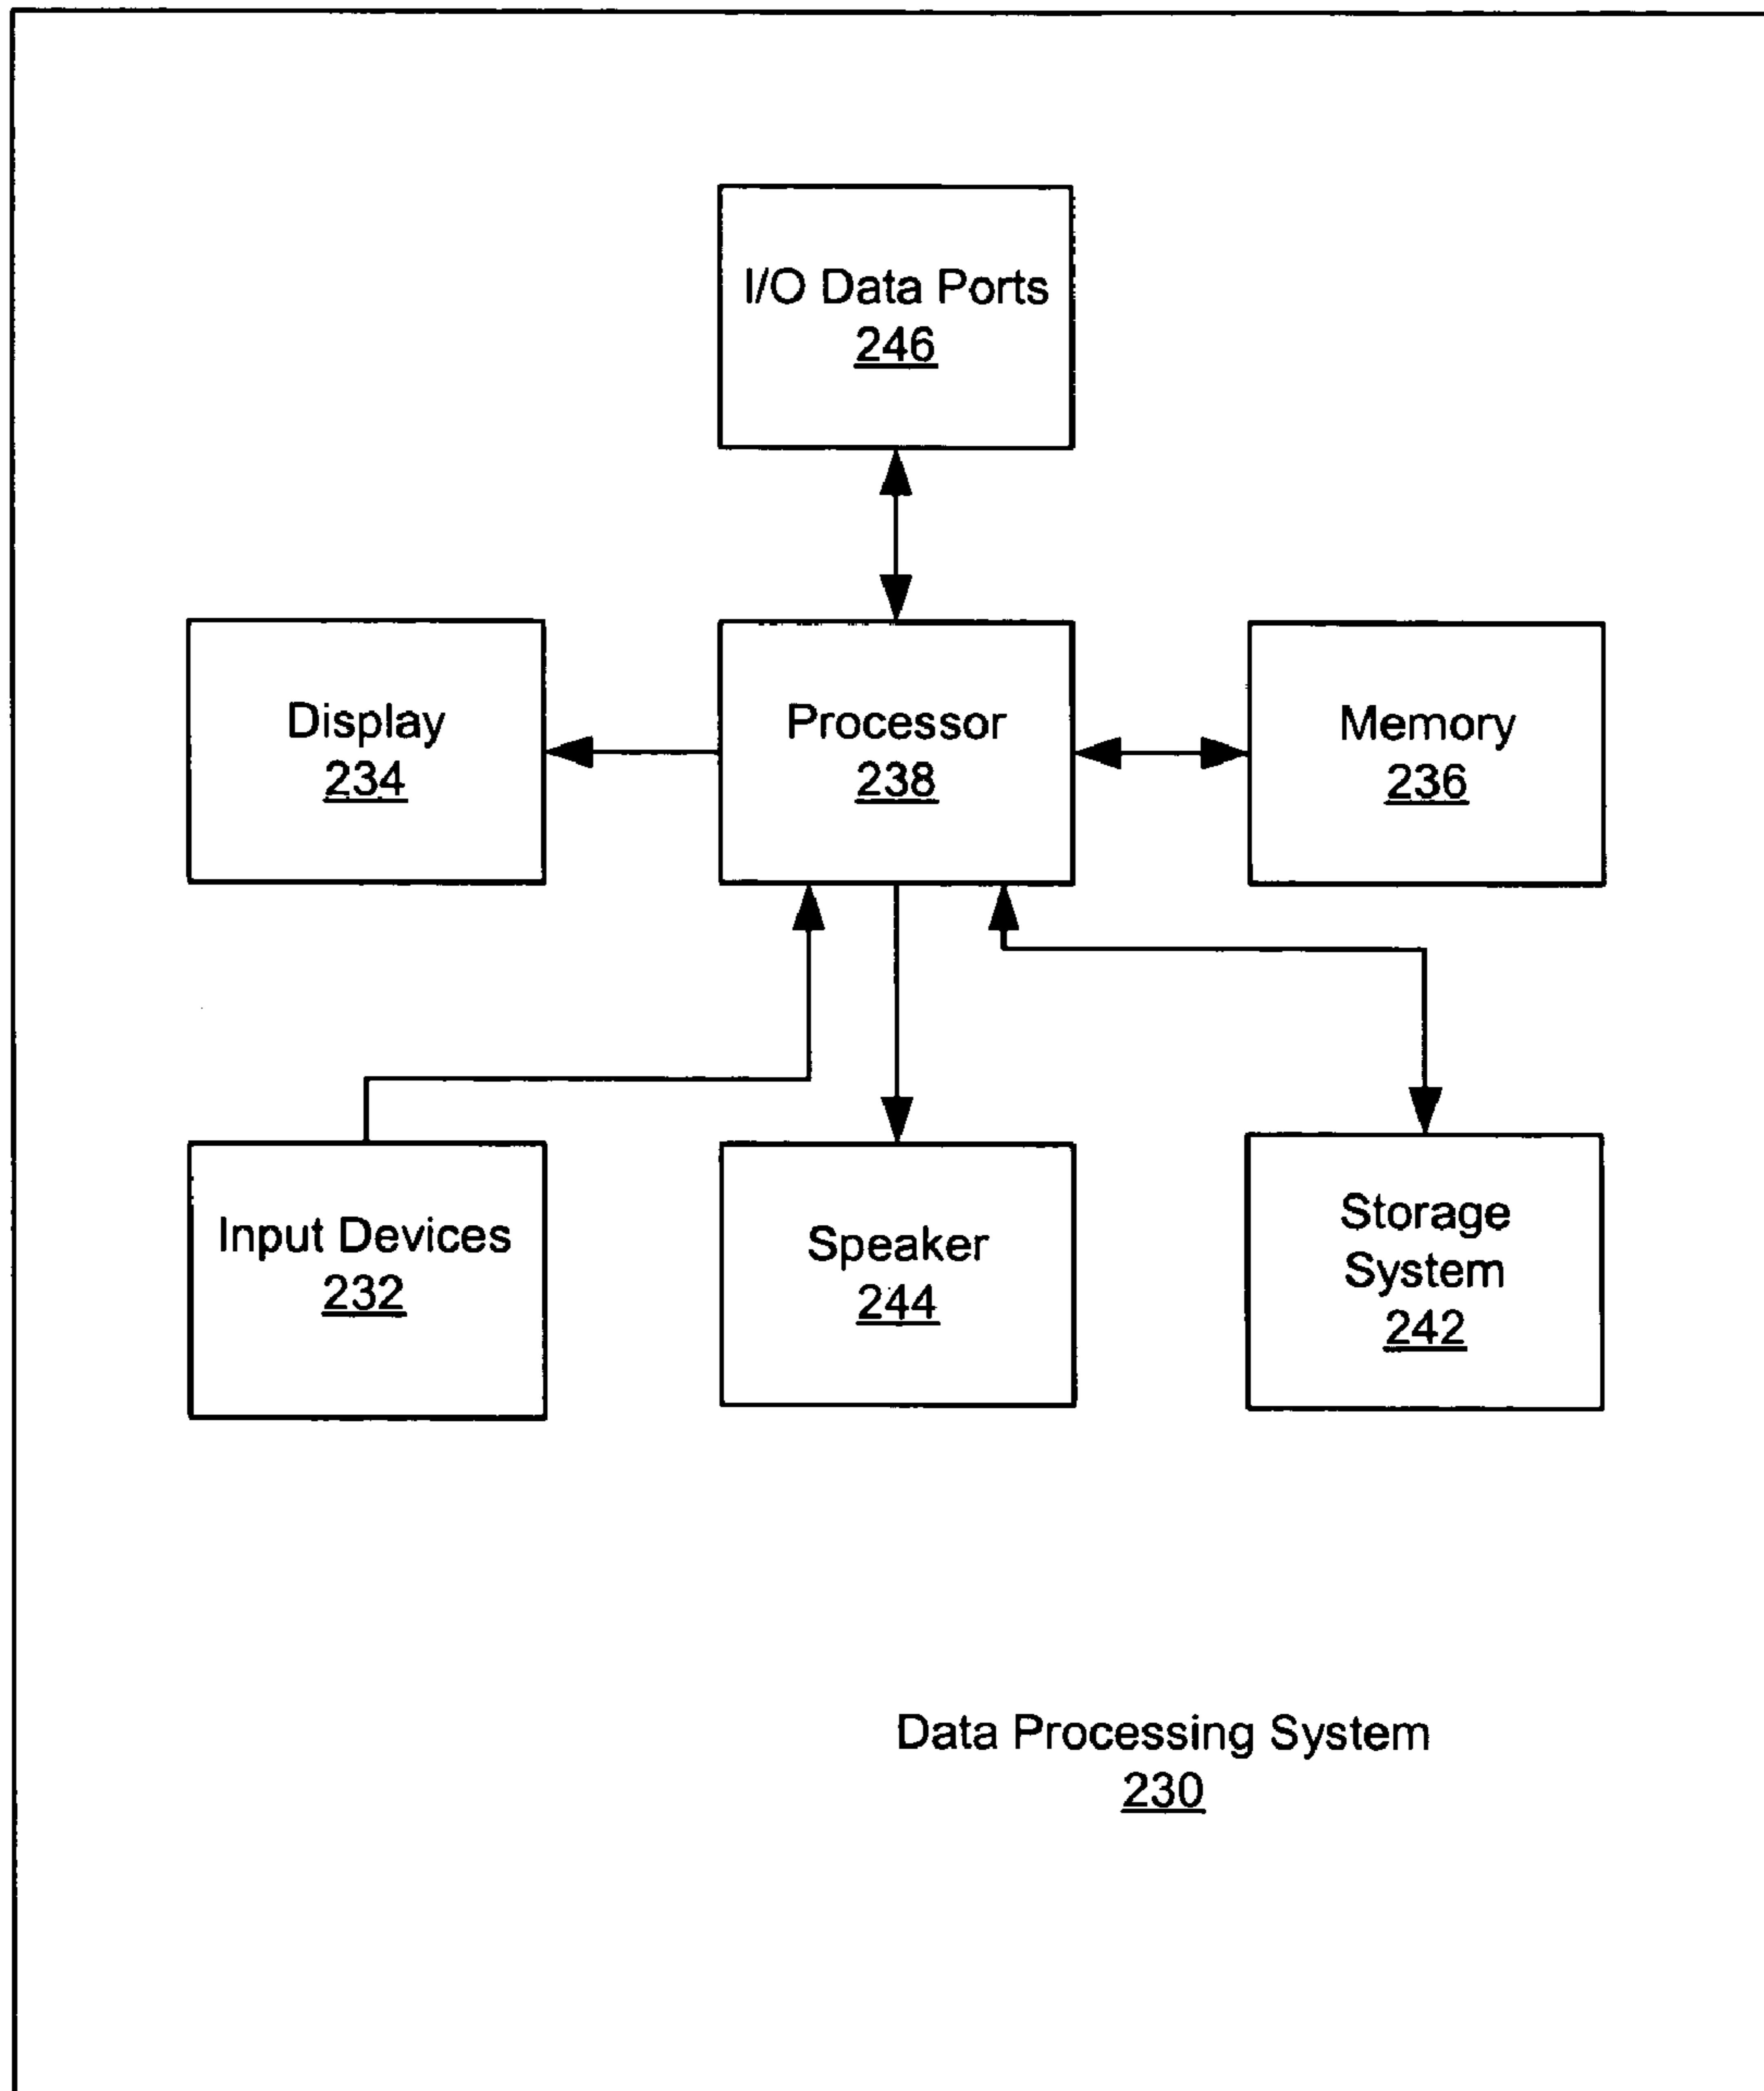 I/O Data Ports
246
Display
234
Processor
238
Memory
236
Input Devices
232
Speaker
244
Storage
System
242
Data Processing System
230